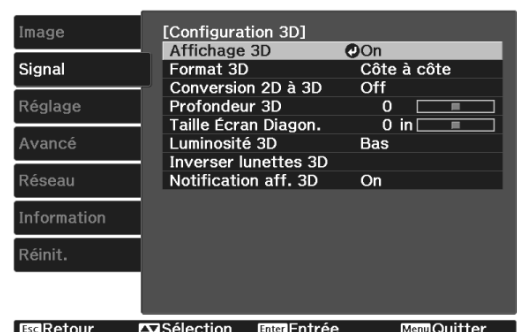 Image
Signal
Réglage
Avancé
Réseau
Information
Réinit.
[Configuration 3D]
Affichage 3D On
Format 3D Côte à côte
Conversion 2D à 3D Off
Profondeur 3D 0
Taille Écran Diagon. 0 in
Luminosité 3D Bas
Inverser lunettes 3D
Notification aff. 3D On
Esc Retour Sélection Enter Entrée Menu Quitter